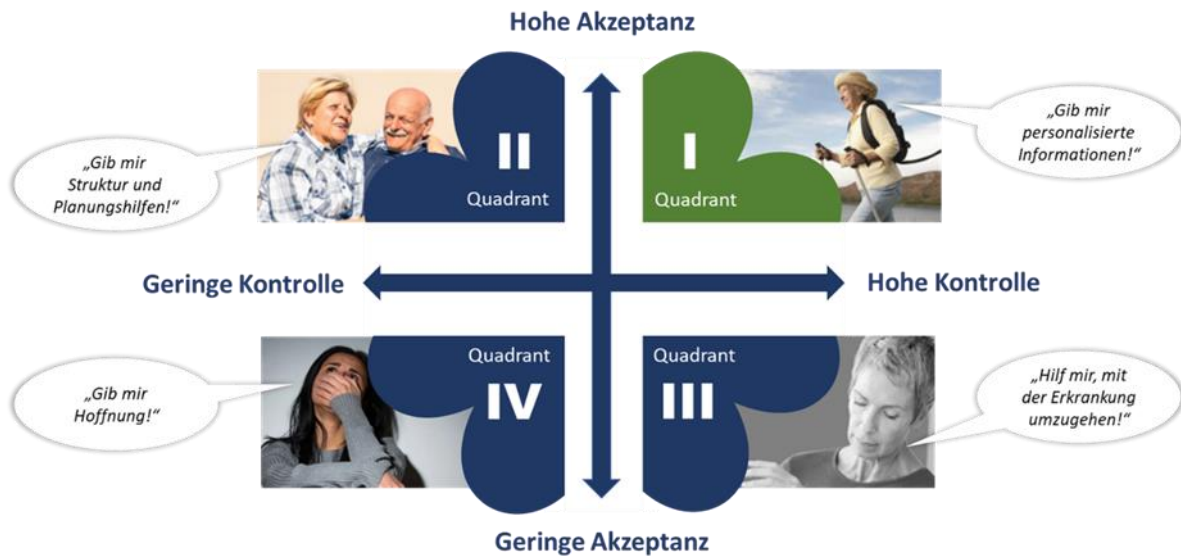 Hohe Akzeptanz
„Gib mir
Struktur und
Planungshilfen!“
II
Quadrant
I
Quadrant
„Gib mir
personalisierte
Informationen!“
Geringe Kontrolle
Hohe Kontrolle
„Gib mir
Hoffnung!“
Quadrant
IV
Quadrant
III
„Hilf mir, mit
der Erkrankung
umzugehen!“
Geringe Akzeptanz